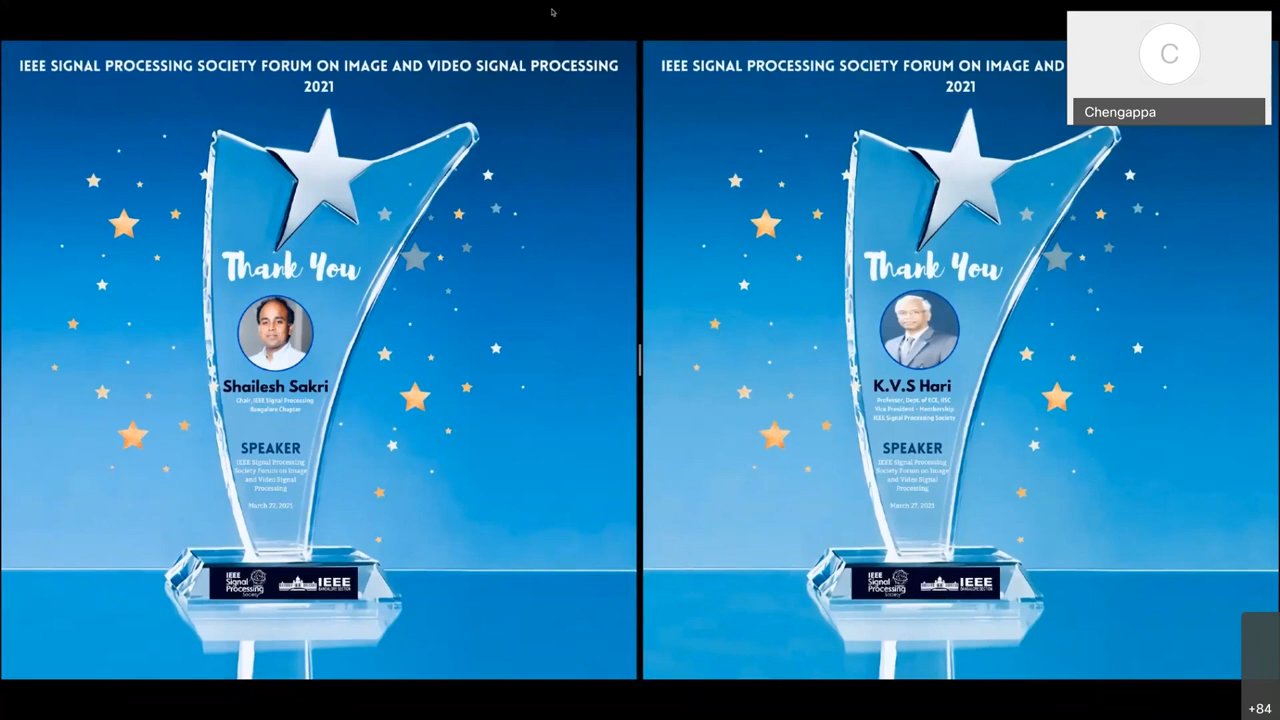 IEEE SIGNAL PROCESSING SOCIETY FORUM ON IMAGE AND VIDEO SIGNAL PROCESSING
2021
Thank You
Shailesh Sakri
Chair, IEEE Signal Processing
Bangalore Chapter
SPEAKER
IEEE Signal Processing
Society Forum on Image
and Video Signal
Processing
March 27, 2021
IEEE
Signal
Processing
Society
IEEE
BANGALORE SECTION
IEEE SIGNAL PROCESSING SOCIETY FORUM ON IMAGE AND
2021
Thank You
K.V.S Hari
Professor, Dept. of ECE, IISC
Vice President - Membership
IEEE Signal Processing Society
SPEAKER
IEEE Signal Processing
Society Forum on Image
and Video Signal
Processing
March 27, 2021
IEEE
Signal
Processing
Society
IEEE
BANGALORE SECTION
C
Chengappa
+84